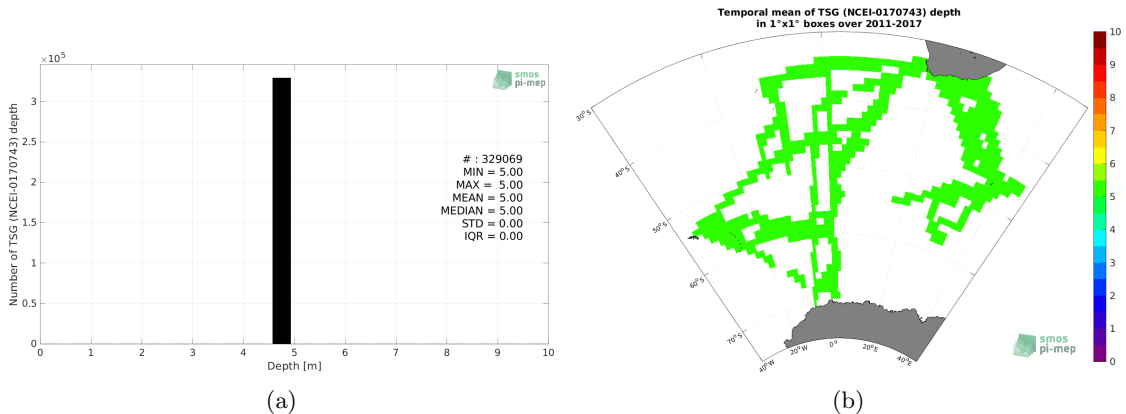 ×10⁵
3
2.5
2
1.5
1
0.5
0
Number of TSG (NCEI-0170743) depth
smos
pi-mep
# : 329069
MIN = 5.00
MAX = 5.00
MEAN = 5.00
MEDIAN = 5.00
STD = 0.00
IQR = 0.00
0 1 2 3 4 5 6 7 8 9 10
Depth [m]
(a)
Temporal mean of TSG (NCEI-0170743) depth
in 1°x1° boxes over 2011-2017
30°S
40°S
50°S
60°S
70°S
40°W
20°W
0°
20°E
40°E
10
9
8
7
6
5
4
3
2
1
0
smos
pi-mep
(b)